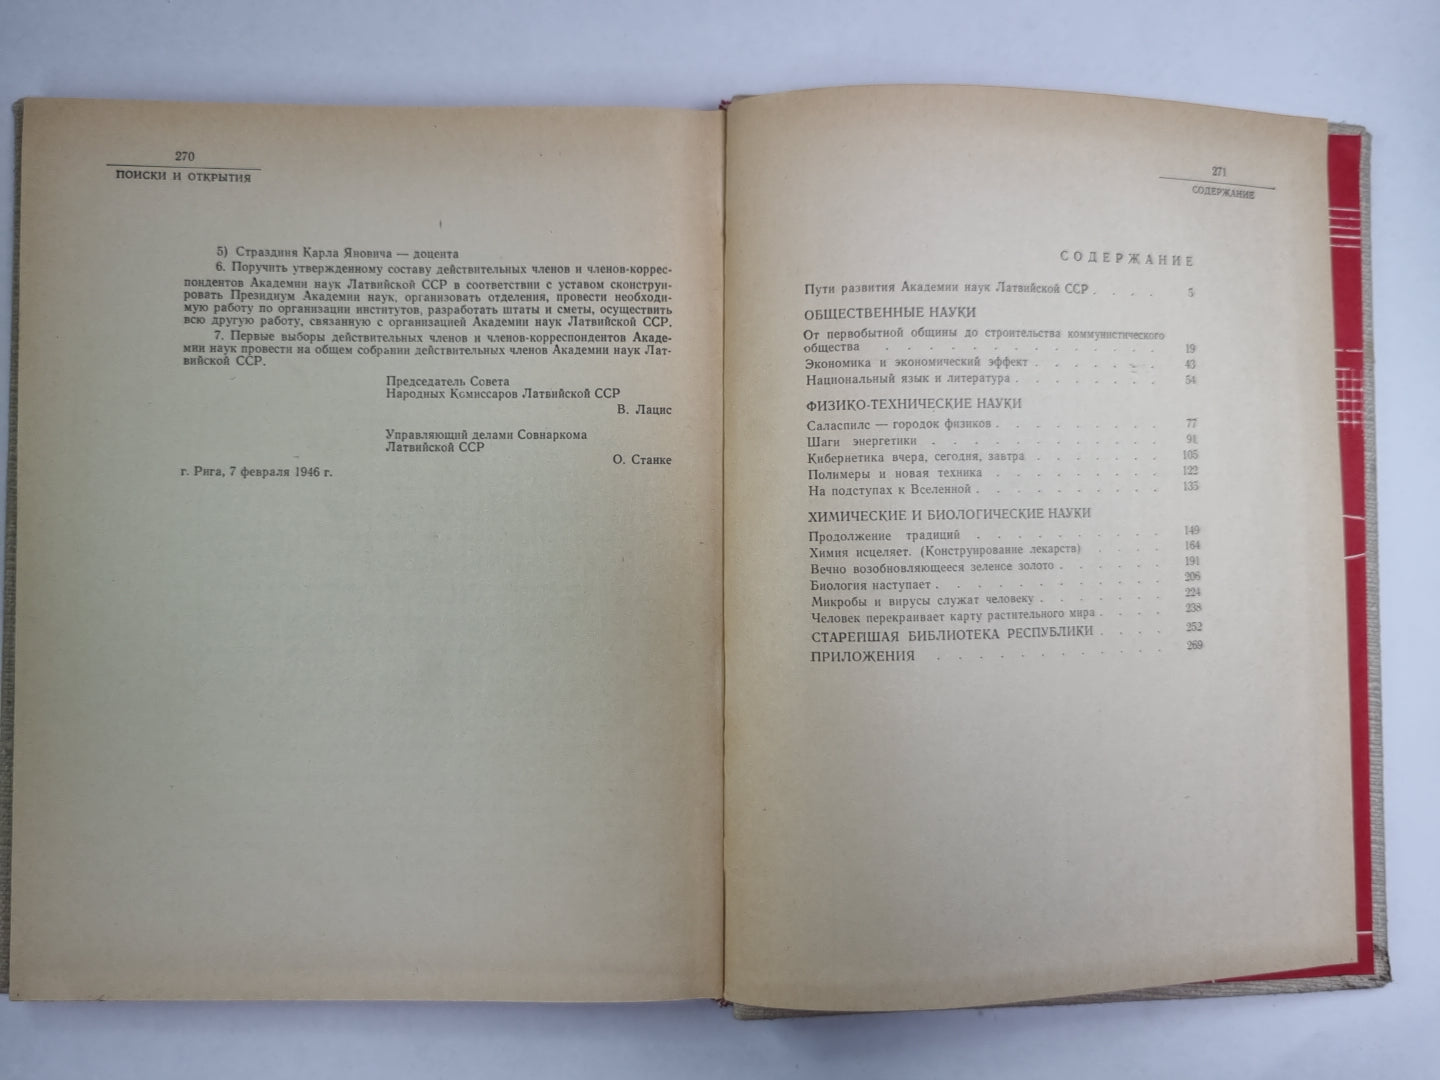 270
ПОИСКИ И ОТКРЫТИЯ
5) Страздиня Карла Яновича — доцента
6. Поручить утвержденному составу действительных членов и членов-коррес-
пондентов Академии наук Латвийской ССР в соответствии с уставом сконструи-
ровать Президиум Академии наук, организовать отделения, провести необходи-
мую работу по организации институтов, разработать штаты и сметы, осуществить
всю другую работу, связанную с организацией Академии наук Латвийской ССР.
7. Первые выборы действительных членов и членов-корреспондентов Акаде-
мии наук провести на общем собрании действительных членов Академии наук Лат-
вийской ССР.
Председатель Совета
Народных Комиссаров Латвийской ССР
В. Лацис
Управляющий делами Совнаркома
Латвийской ССР
О. Станке
г. Рига, 7 февраля 1946 г.
271
СОДЕРЖАНИЕ
СОДЕРЖАНИЕ
Пути развития Академии наук Латвийской ССР . . . . 5
ОБЩЕСТВЕННЫЕ НАУКИ
От первобытной общины до строительства коммунистического
общества . . . . . . . . . . . . . 19
Экономика и экономический эффект . . . . . . . 43
Национальный язык и литература . . . . . . . . 54
ФИЗИКО-ТЕХНИЧЕСКИЕ НАУКИ
Саласпилс — городок физиков . . . . . . . . . 77
Шаги энергетики . . . . . . . . . . . 91
Кибернетика вчера, сегодня, завтра . . . . . . . 105
Полимеры и новая техника . . . . . . . . . 122
На подступах к Вселенной . . . . . . . . . . 135
ХИМИЧЕСКИЕ И БИОЛОГИЧЕСКИЕ НАУКИ
Продолжение традиций . . . . . . . . . . 149
Химия исцеляет. (Конструирование лекарств) . . . . 164
Вечно возобновляющееся зеленое золото . . . . . . 191
Биология наступает . . . . . . . . . . . . 206
Микробы и вирусы служат человеку . . . . . . . 224
Человек перекраивает карту растительного мира . . . . 238
СТАРЕЙШАЯ БИБЛИОТЕКА РЕСПУБЛИКИ . . . . 252
ПРИЛОЖЕНИЯ . . . . . . . . . . . 269